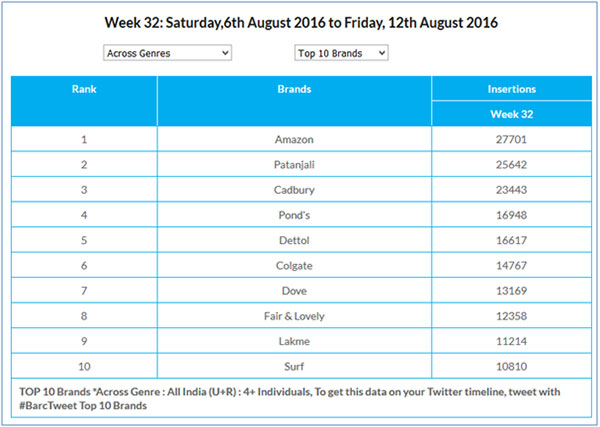 Week 32: Saturday,6th August 2016 to Friday, 12th August 2016
Across Genres Top 10 Brands
Rank Brands Insertions
Week 32
1 Amazon 27701
2 Patanjali 25642
3 Cadbury 23443
4 Pond's 16948
5 Dettol 16617
6 Colgate 14767
7 Dove 13169
8 Fair & Lovely 12358
9 Lakme 11214
10 Surf 10810
TOP 10 Brands *Across Genre : All India (U+R) : 4+ Individuals, To get this data on your Twitter timeline, tweet with
#BarcTweet Top 10 Brands